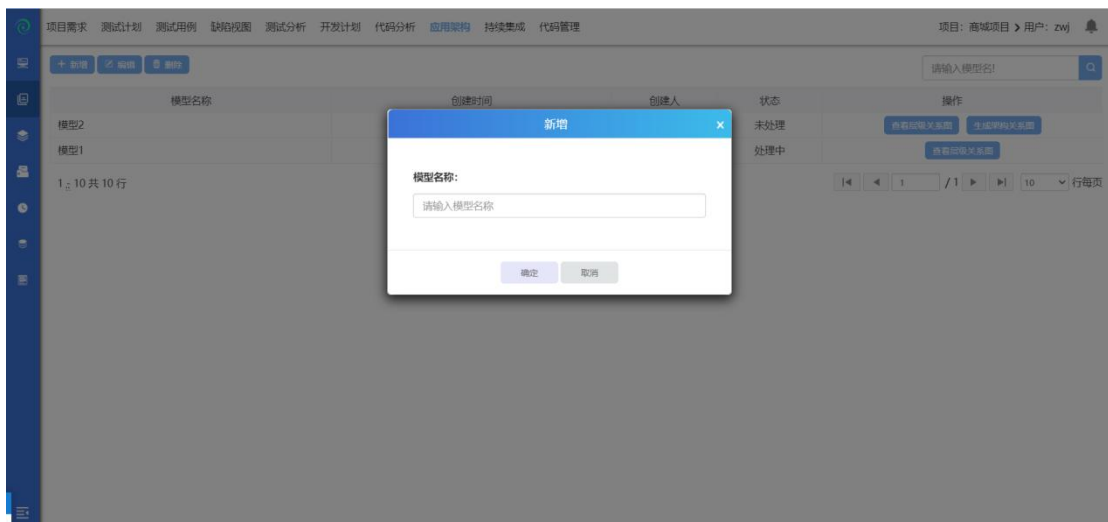 项目需求 测试计划 测试用例 缺陷视图 测试分析 开发计划 代码分析 应用架构 持续集成 代码管理 项目：商城项目 用户：zwj
+ 新增 编辑 删除 请输入模型名!
模型名称 创建时间 创建人 状态 操作
新增 ×
模型2 未处理 查看层级关系图 生成架构关系图
模型1 处理中 查看层级关系图
模型名称：
1 - 10 共 10 行 1 / 1 10 行每页
请输入模型名称
确定 取消